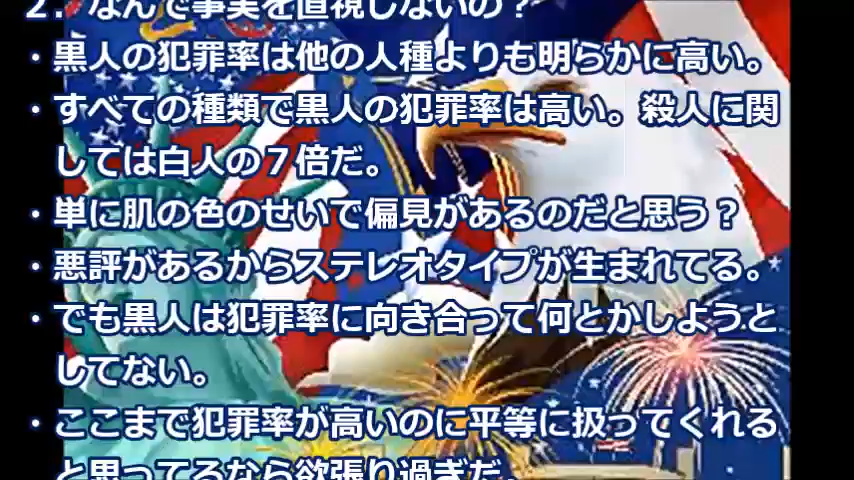 ２．なんで事実を直視しないの？
・黒人の犯罪率は他の人種よりも明らかに高い。
・すべての種類で黒人の犯罪率は高い。殺人に関
しては白人の７倍だ。
・単に肌の色のせいで偏見があるのだと思う？
・悪評があるからステレオタイプが生まれてる。
・でも黒人は犯罪率に向き合って何とかしようと
してない。
・ここまで犯罪率が高いのに平等に扱ってくれる
と思ってるなら欲張り過ぎだ。